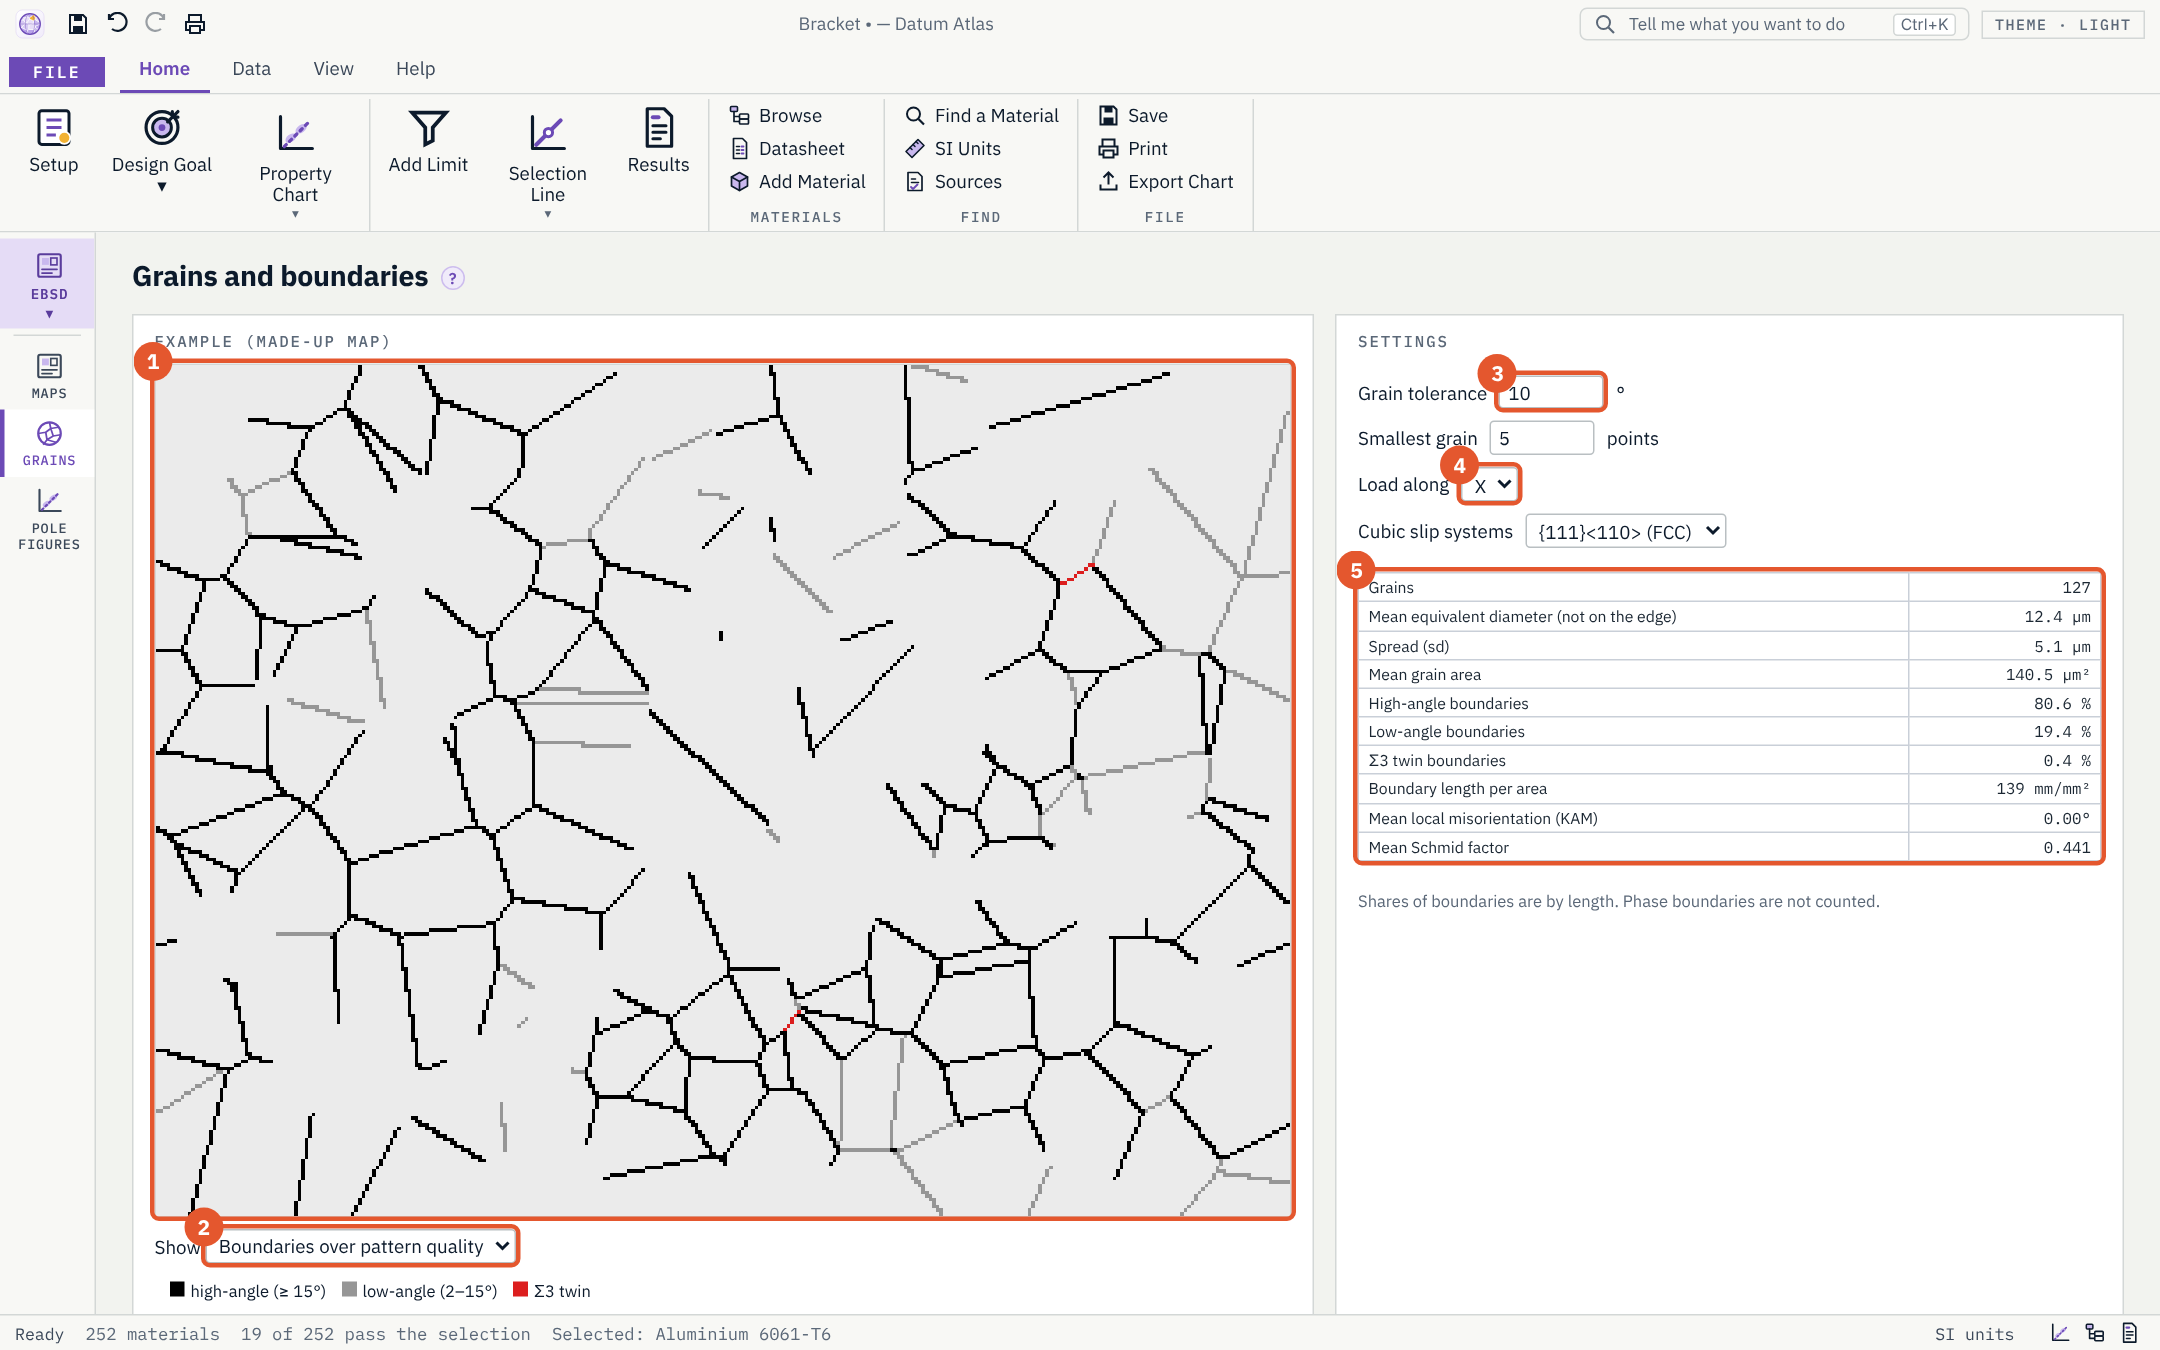 Bracket • — Datum Atlas
Tell me what you want to do
Ctrl+K
THEME · LIGHT
FILE
Home
Data
View
Help
Setup
Design Goal
Property Chart
Add Limit
Selection Line
Results
Browse
Datasheet
Add Material
MATERIALS
Find a Material
SI Units
Sources
FIND
Save
Print
Export Chart
FILE
EBSD
MAPS
GRAINS
POLE FIGURES
Grains and boundaries ?
EXAMPLE (MADE-UP MAP)
1
2
Show Boundaries over pattern quality
high-angle (≥ 15°) low-angle (2–15°) Σ3 twin
SETTINGS
3
Grain tolerance 10 °
Smallest grain 5 points
4
Load along X
Cubic slip systems {111}<110> (FCC)
5
Grains 127
Mean equivalent diameter (not on the edge) 12.4 µm
Spread (sd) 5.1 µm
Mean grain area 140.5 µm²
High-angle boundaries 80.6 %
Low-angle boundaries 19.4 %
Σ3 twin boundaries 0.4 %
Boundary length per area 139 mm/mm²
Mean local misorientation (KAM) 0.00°
Mean Schmid factor 0.441
Shares of boundaries are by length. Phase boundaries are not counted.
Ready 252 materials 19 of 252 pass the selection Selected: Aluminium 6061-T6
SI units